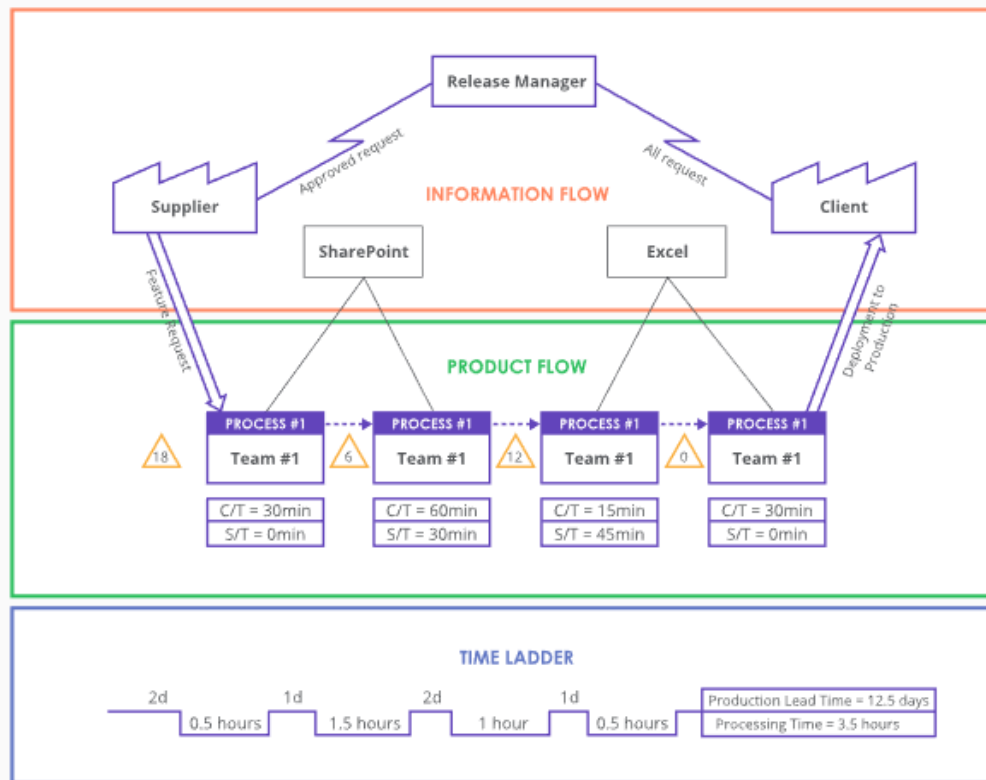 Release Manager
Approved request
All request
Supplier
INFORMATION FLOW
Client
SharePoint
Excel
Feature Request
Deployment to
Production
PRODUCT FLOW
PROCESS #1
PROCESS #1
PROCESS #1
PROCESS #1
18
Team #1
6
Team #1
12
Team #1
0
Team #1
C/T = 30min
C/T = 60min
C/T = 15min
C/T = 30min
S/T = 0min
S/T = 30min
S/T = 45min
S/T = 0min
TIME LADDER
2d
1d
2d
1d
Production Lead Time = 12.5 days
0.5 hours
1.5 hours
1 hour
0.5 hours
Processing Time = 3.5 hours